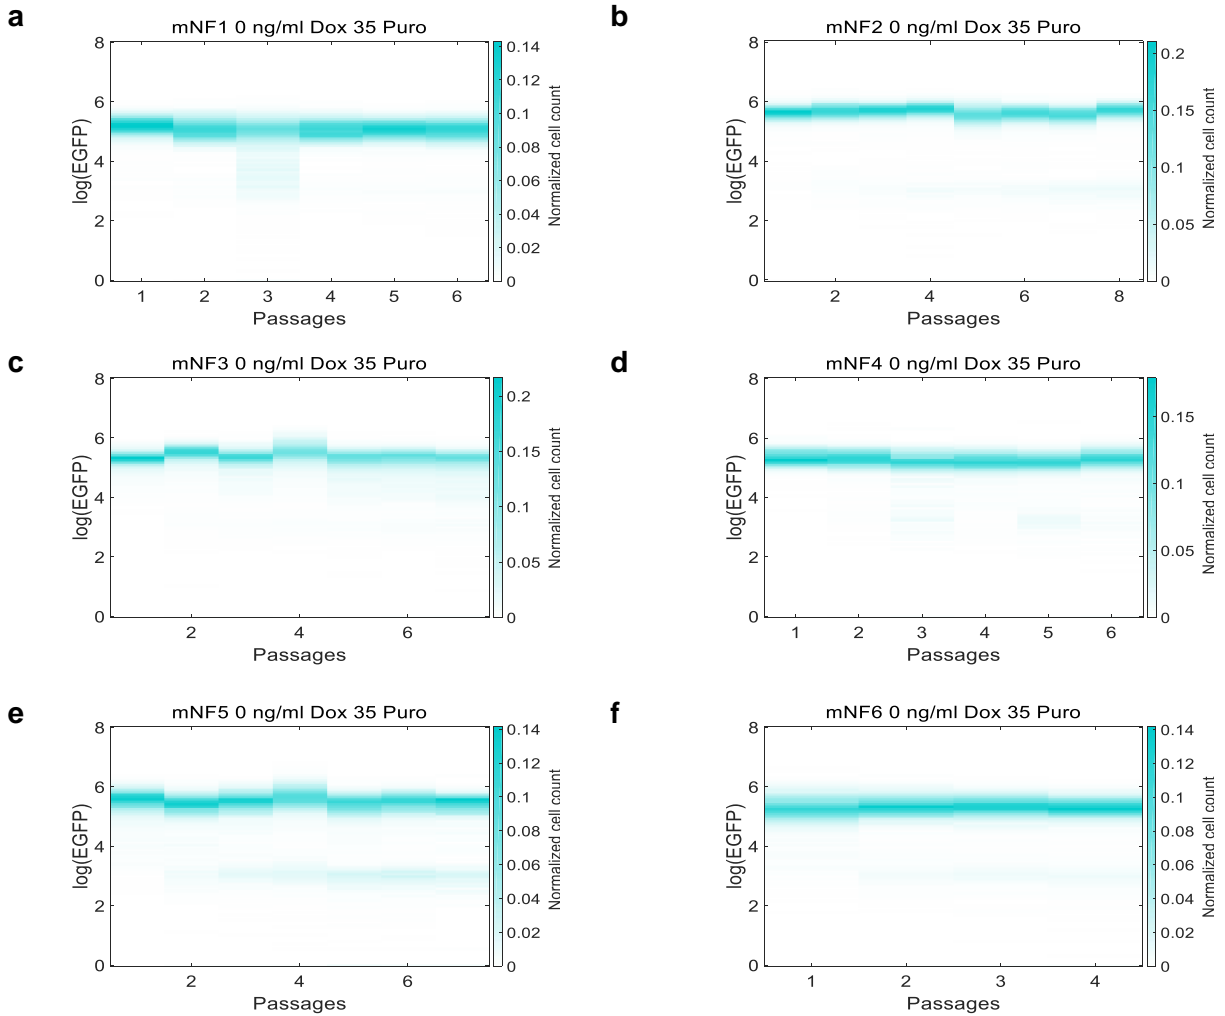 a
mNF1 0 ng/ml Dox 35 Puro
8
6
4
2
0
log(EGFP)
1 2 3 4 5 6
Passages
0.14
0.12
0.1
0.08
0.06
0.04
0.02
0
Normalized cell count
b
mNF2 0 ng/ml Dox 35 Puro
8
6
4
2
0
log(EGFP)
2 4 6 8
Passages
0.2
0.15
0.1
0.05
0
Normalized cell count
c
mNF3 0 ng/ml Dox 35 Puro
8
6
4
2
0
log(EGFP)
2 4 6
Passages
0.2
0.15
0.1
0.05
0
Normalized cell count
d
mNF4 0 ng/ml Dox 35 Puro
8
6
4
2
0
log(EGFP)
1 2 3 4 5 6
Passages
0.15
0.1
0.05
0
Normalized cell count
e
mNF5 0 ng/ml Dox 35 Puro
8
6
4
2
0
log(EGFP)
2 4 6
Passages
0.14
0.12
0.1
0.08
0.06
0.04
0.02
0
Normalized cell count
f
mNF6 0 ng/ml Dox 35 Puro
8
6
4
2
0
log(EGFP)
1 2 3 4
Passages
0.14
0.12
0.1
0.08
0.06
0.04
0.02
0
Normalized cell count